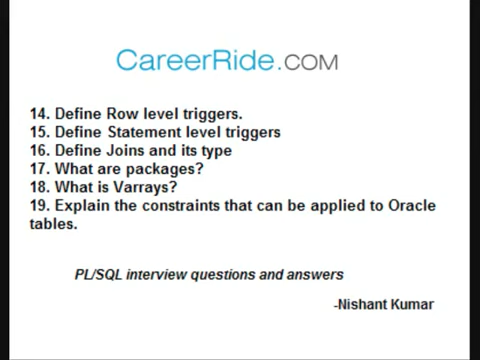 CareerRide.COM
14. Define Row level triggers.
15. Define Statement level triggers
16. Define Joins and its type
17. What are packages?
18. What is Varrays?
19. Explain the constraints that can be applied to Oracle
tables.
PL/SQL interview questions and answers
-Nishant Kumar